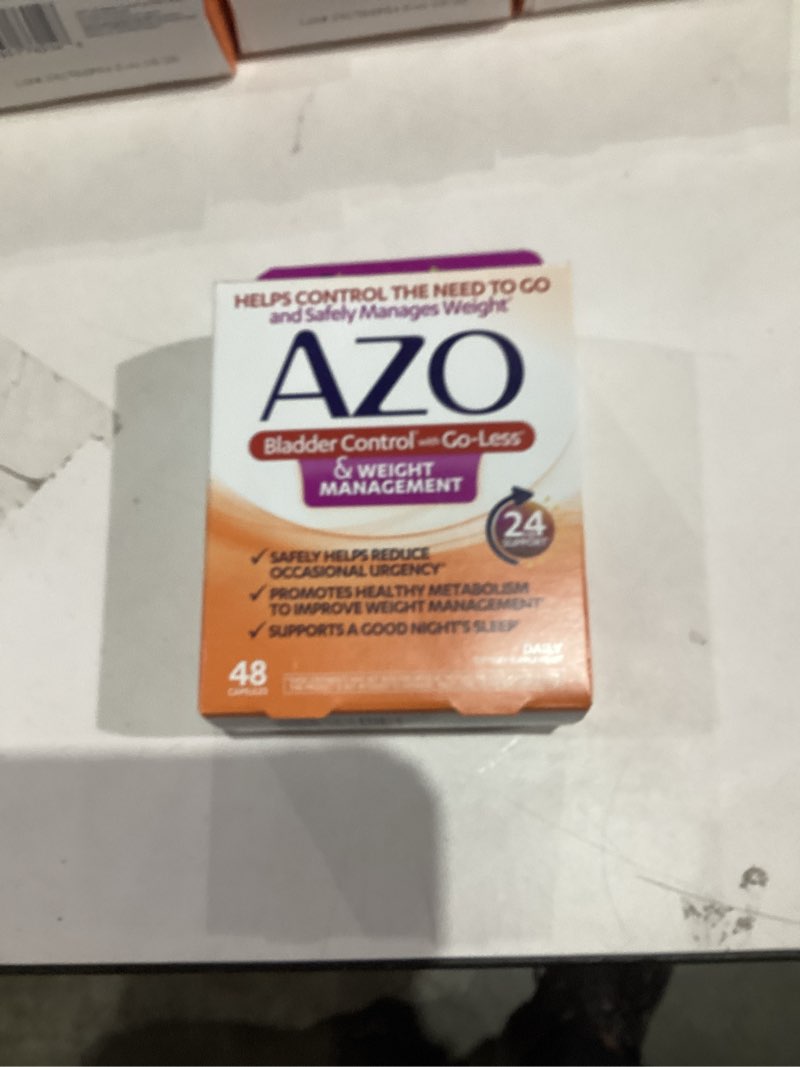 HELPS CONTROL THE NEED TO GO
and Safely Manages Weight*
AZO
Bladder Control® with Go-Less®
& WEIGHT
MANAGEMENT
24
SUPPORT
✓ SAFELY HELPS REDUCE
OCCASIONAL URGENCY*
✓ PROMOTES HEALTHY METABOLISM
TO IMPROVE WEIGHT MANAGEMENT*
✓ SUPPORTS A GOOD NIGHT'S SLEEP*
DAILY
48
CAPSULES